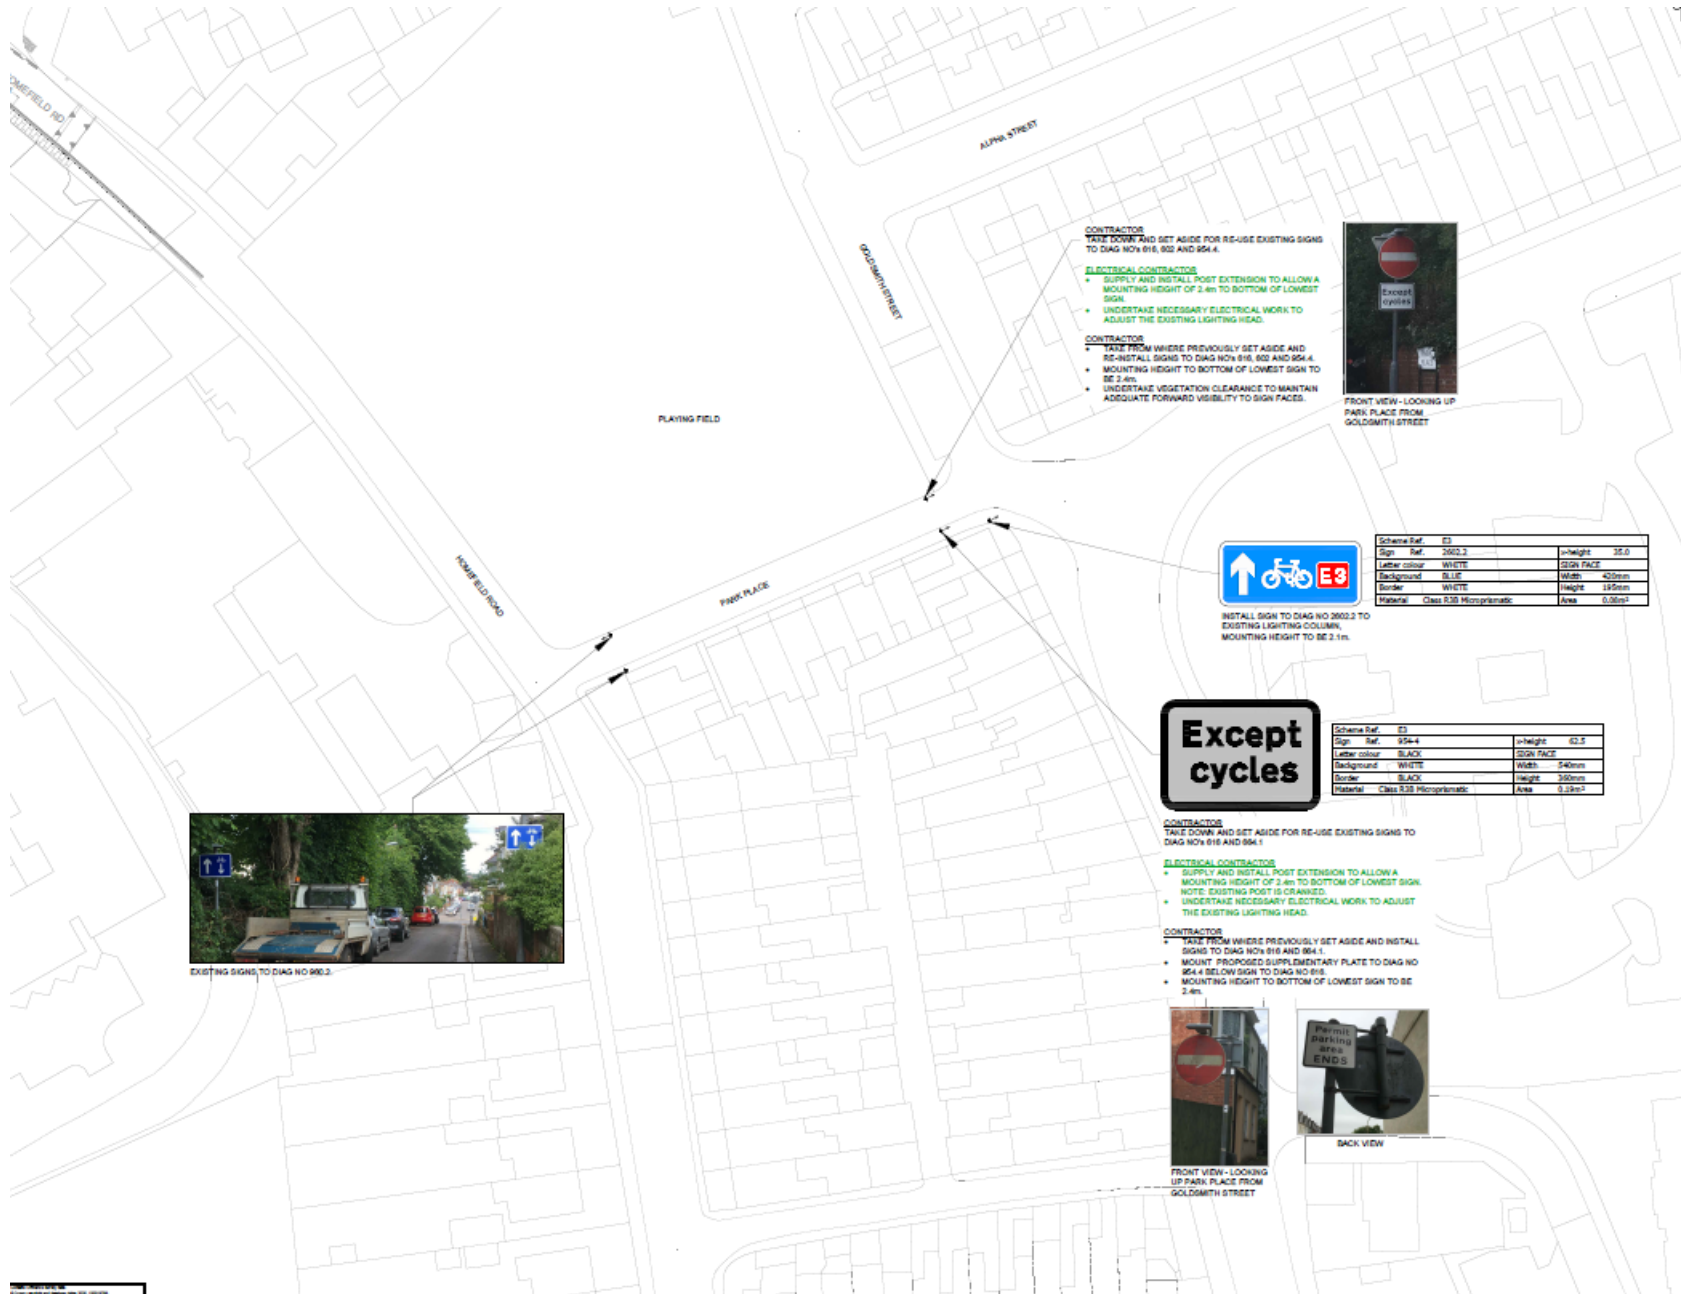 HOMEFIELD RD
ALPHA STREET
GOLDSMITH STREET
PLAYING FIELD
HOMEFIELD ROAD
PARK PLACE
CONTRACTOR
TAKE DOWN AND SET ASIDE FOR RE-USE EXISTING SIGNS
TO DIAG NO's 616, 602 AND 954.4.
ELECTRICAL CONTRACTOR
• SUPPLY AND INSTALL POST EXTENSION TO ALLOW A
MOUNTING HEIGHT OF 2.4m TO BOTTOM OF LOWEST
SIGN.
• UNDERTAKE NECESSARY ELECTRICAL WORK TO
ADJUST THE EXISTING LIGHTING HEAD.
CONTRACTOR
• TAKE FROM WHERE PREVIOUSLY SET ASIDE AND
RE-INSTALL SIGNS TO DIAG NO's 616, 602 AND 954.4.
• MOUNTING HEIGHT TO BOTTOM OF LOWEST SIGN TO
BE 2.4m.
• UNDERTAKE VEGETATION CLEARANCE TO MAINTAIN
ADEQUATE FORWARD VISIBILITY TO SIGN FACES.
Except
cycles
FRONT VIEW - LOOKING UP
PARK PLACE FROM
GOLDSMITH STREET
E3
INSTALL SIGN TO DIAG NO 2602.2 TO
EXISTING LIGHTING COLUMN,
MOUNTING HEIGHT TO BE 2.1m.
Scheme Ref. E3
Sign Ref. 2602.2 x-height 35.0
Letter colour WHITE SIGN FACE
Background BLUE Width 420mm
Border WHITE Height 195mm
Material Class R3B Microprismatic Area 0.08m²
Except
cycles
Scheme Ref. E3
Sign Ref. 954-4 x-height 62.5
Letter colour BLACK SIGN FACE
Background WHITE Width 540mm
Border BLACK Height 360mm
Material Class R3B Microprismatic Area 0.19m²
CONTRACTOR
TAKE DOWN AND SET ASIDE FOR RE-USE EXISTING SIGNS TO
DIAG NO's 616 AND 664.1
ELECTRICAL CONTRACTOR
• SUPPLY AND INSTALL POST EXTENSION TO ALLOW A
MOUNTING HEIGHT OF 2.4m TO BOTTOM OF LOWEST SIGN.
NOTE: EXISTING POST IS CRANKED.
• UNDERTAKE NECESSARY ELECTRICAL WORK TO ADJUST
THE EXISTING LIGHTING HEAD.
CONTRACTOR
• TAKE FROM WHERE PREVIOUSLY SET ASIDE AND INSTALL
SIGNS TO DIAG NO's 616 AND 664.1.
• MOUNT PROPOSED SUPPLEMENTARY PLATE TO DIAG NO
954.4 BELOW SIGN TO DIAG NO 616.
• MOUNTING HEIGHT TO BOTTOM OF LOWEST SIGN TO BE
2.4m.
EXISTING SIGNS TO DIAG NO 960.2.
Permit
parking
area
ENDS
BACK VIEW
FRONT VIEW - LOOKING
UP PARK PLACE FROM
GOLDSMITH STREET